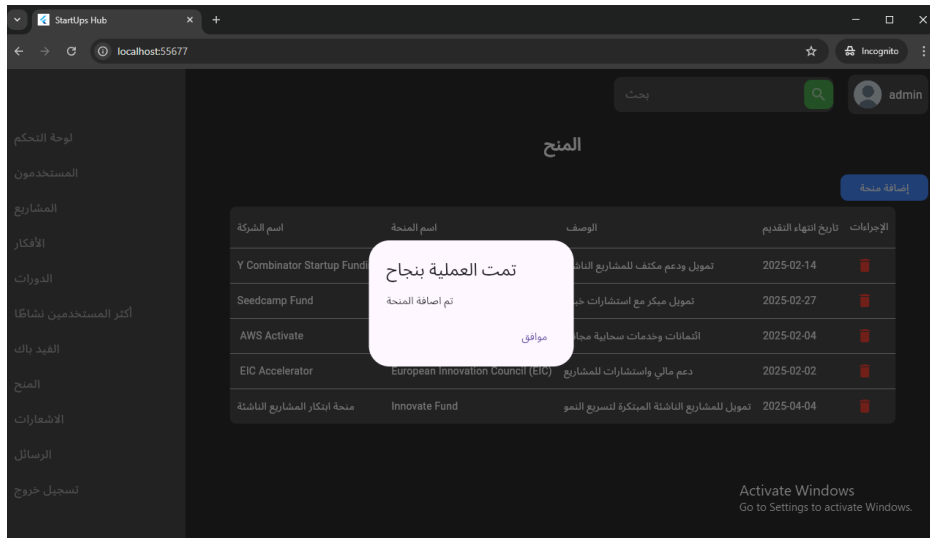 StartUps Hub
localhost:55677
Incognito
بحث
admin
المنح
إضافة منحة
لوحة التحكم
المستخدمون
المشاريع
الأفكار
الدورات
أكثر المستخدمين نشاطًا
الفيد باك
المنح
الاشعارات
الرسائل
تسجيل خروج
اسم الشركة اسم المنحة الوصف تاريخ انتهاء التقديم الإجراءات
Y Combinator Startup Fundi تمويل ودعم مكثف للمشاريع 2025-02-14
Seedcamp Fund تمويل مبكر مع استشارات 2025-02-27
AWS Activate ائتمانات وخدمات سحابية 2025-02-04
EIC Accelerator European Innovation Council (EIC) دعم مالي واستشارات للمشاريع 2025-02-02
منحة ابتكار المشاريع الناشئة Innovate Fund تمويل للمشاريع الناشئة المبتكرة لتسريع النمو 2025-04-04
تمت العملية بنجاح
تم اضافة المنحة
موافق
Activate Windows
Go to Settings to activate Windows.